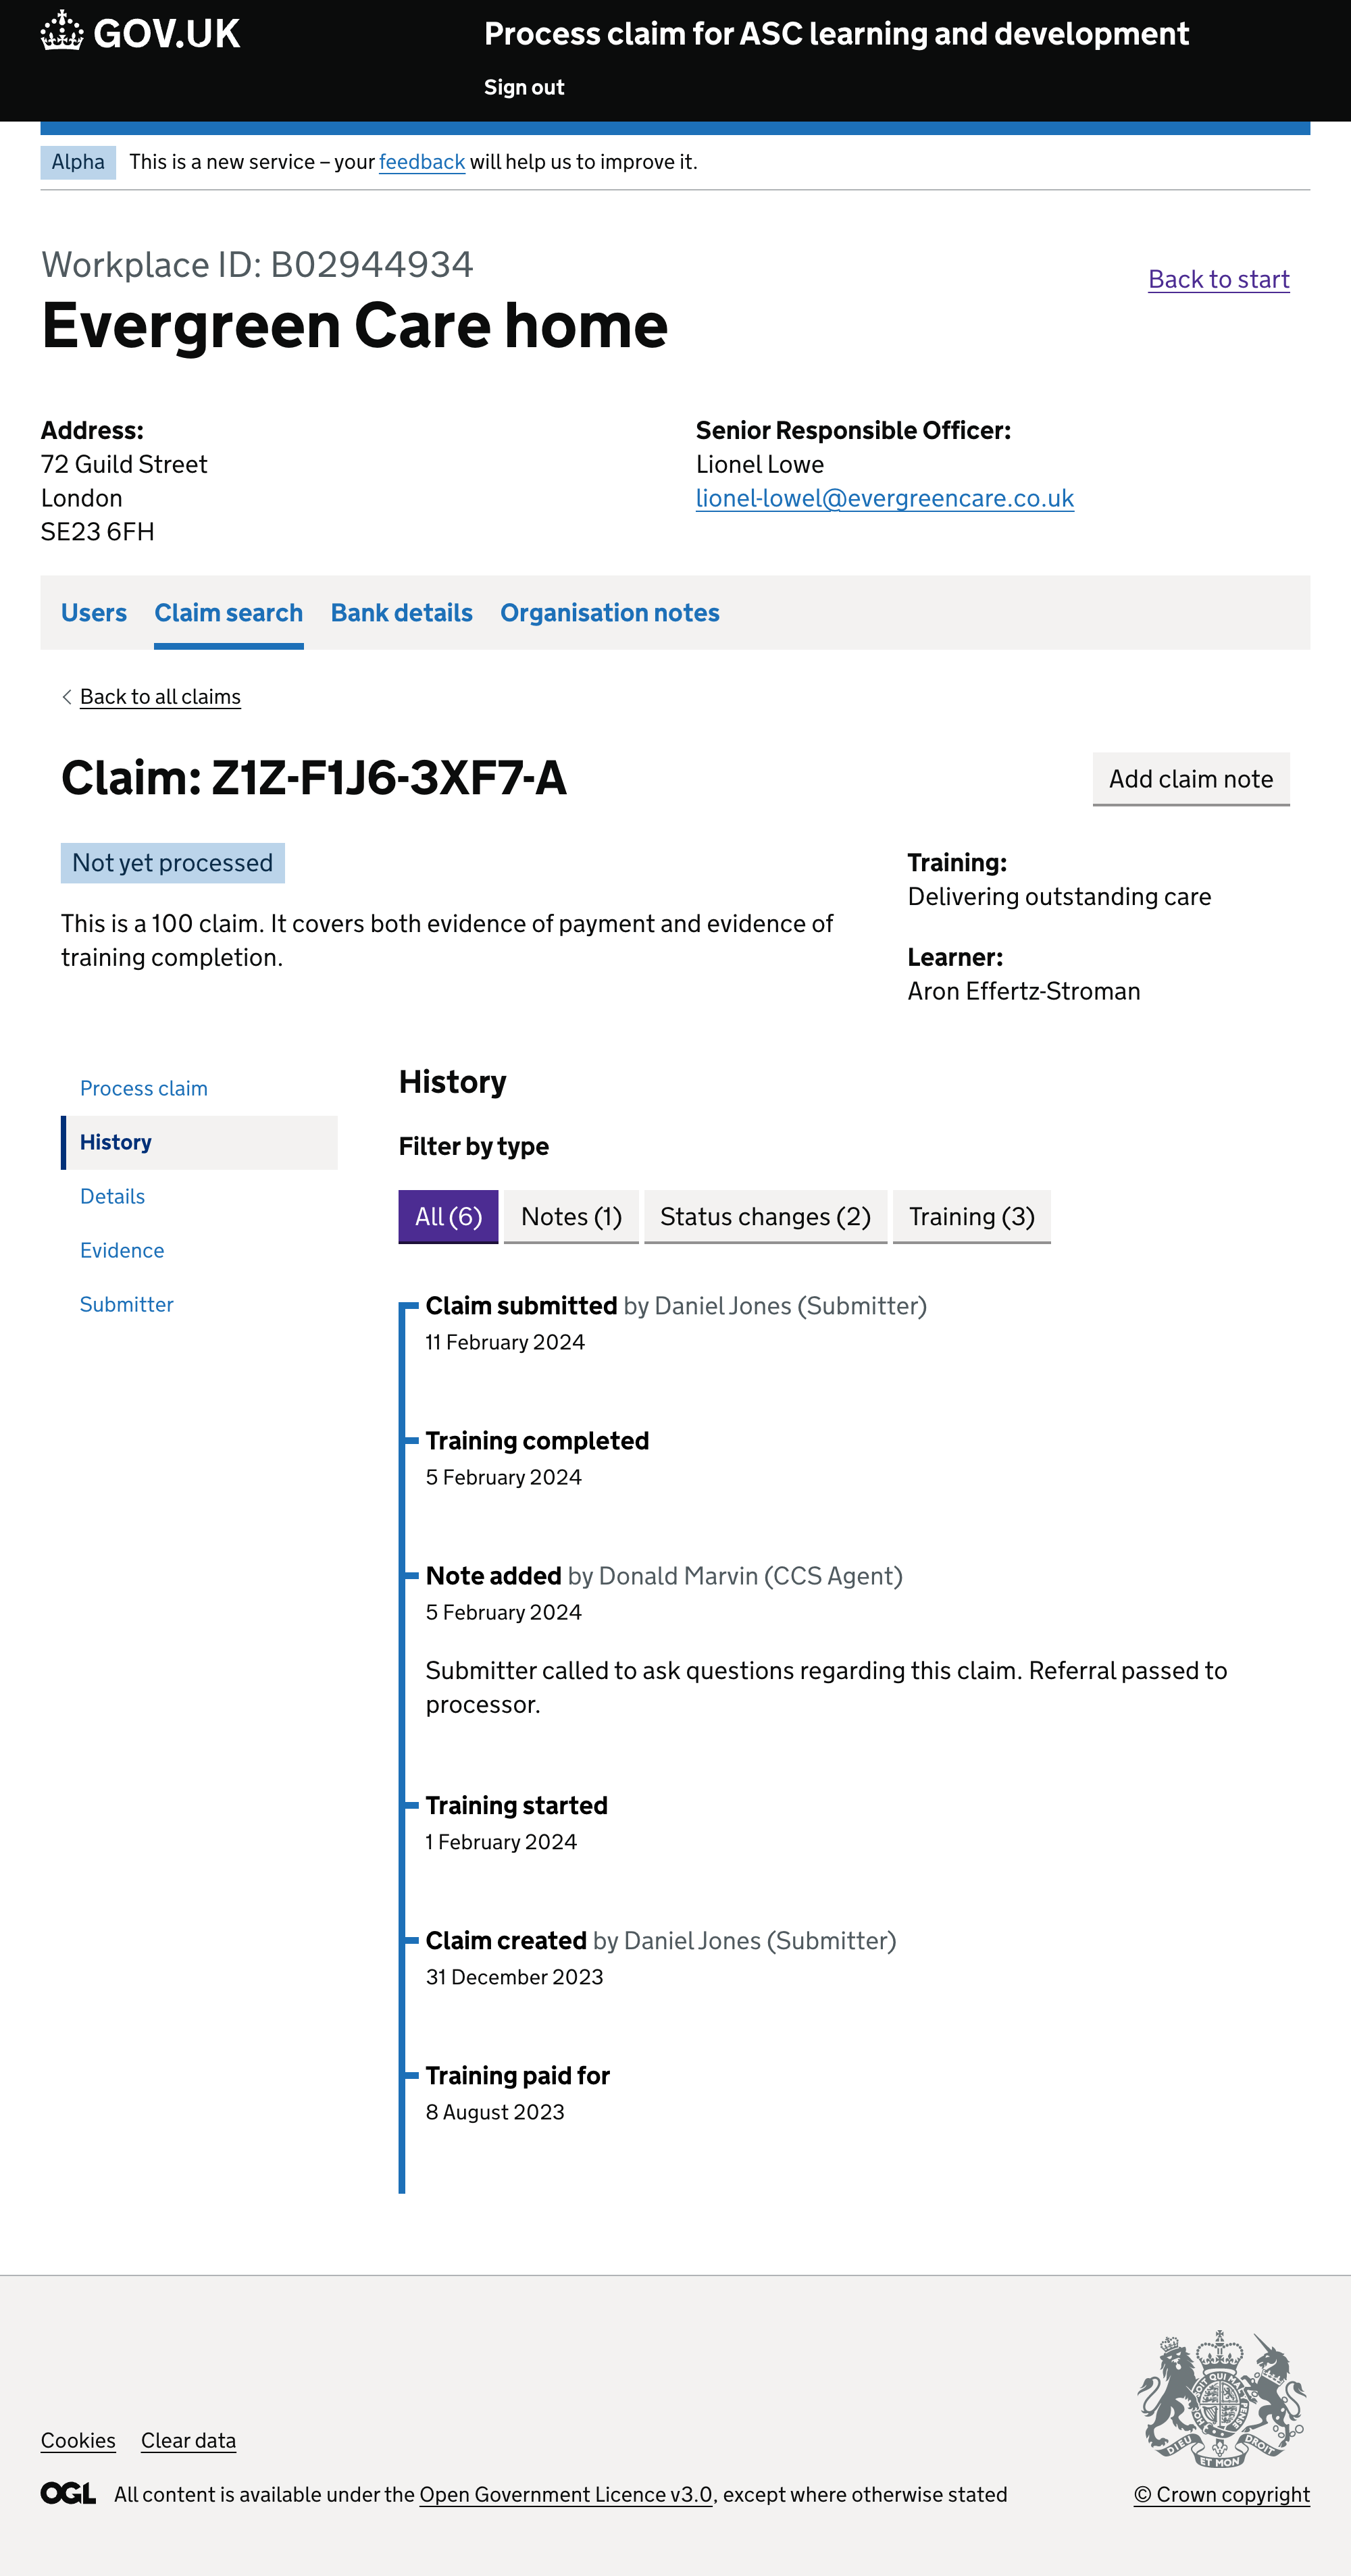 GOV.UK
Process claim for ASC learning and development
Sign out
Alpha This is a new service – your feedback will help us to improve it.
Workplace ID: B02944934
Back to start
Evergreen Care home
Address:
72 Guild Street
London
SE23 6FH
Senior Responsible Officer:
Lionel Lowe
lionel-lowel@evergreencare.co.uk
Users Claim search Bank details Organisation notes
Back to all claims
Claim: Z1Z-F1J6-3XF7-A
Add claim note
Not yet processed
This is a 100 claim. It covers both evidence of payment and evidence of
training completion.
Training:
Delivering outstanding care
Learner:
Aron Effertz-Stroman
Process claim
History
Details
Evidence
Submitter
History
Filter by type
All (6) Notes (1) Status changes (2) Training (3)
Claim submitted by Daniel Jones (Submitter)
11 February 2024
Training completed
5 February 2024
Note added by Donald Marvin (CCS Agent)
5 February 2024
Submitter called to ask questions regarding this claim. Referral passed to
processor.
Training started
1 February 2024
Claim created by Daniel Jones (Submitter)
31 December 2023
Training paid for
8 August 2023
Cookies Clear data
OGL All content is available under the Open Government Licence v3.0, except where otherwise stated
DIEU ET MON DROIT
© Crown copyright